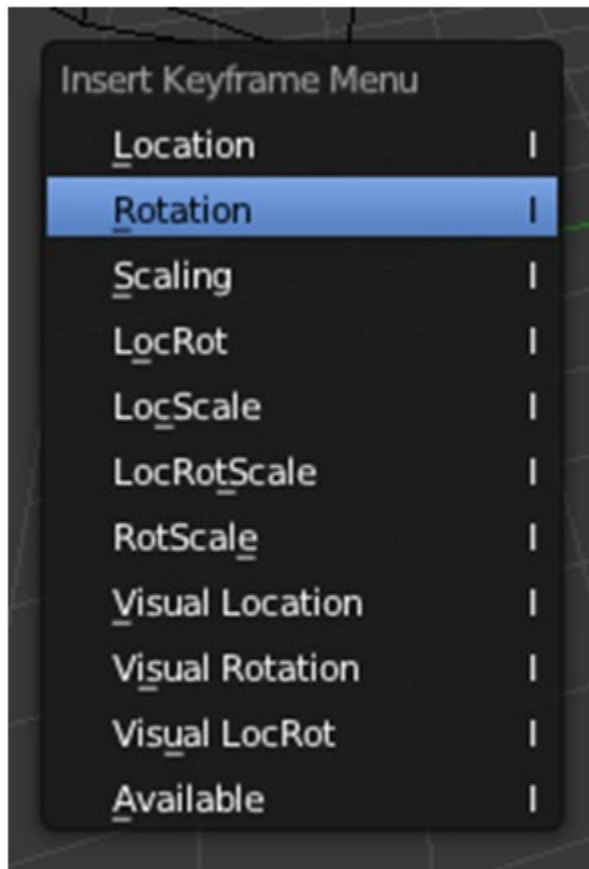 Insert Keyframe Menu
Location I
Rotation I
Scaling I
LocRot I
LocScale I
LocRotScale I
RotScale I
Visual Location I
Visual Rotation I
Visual LocRot I
Available I